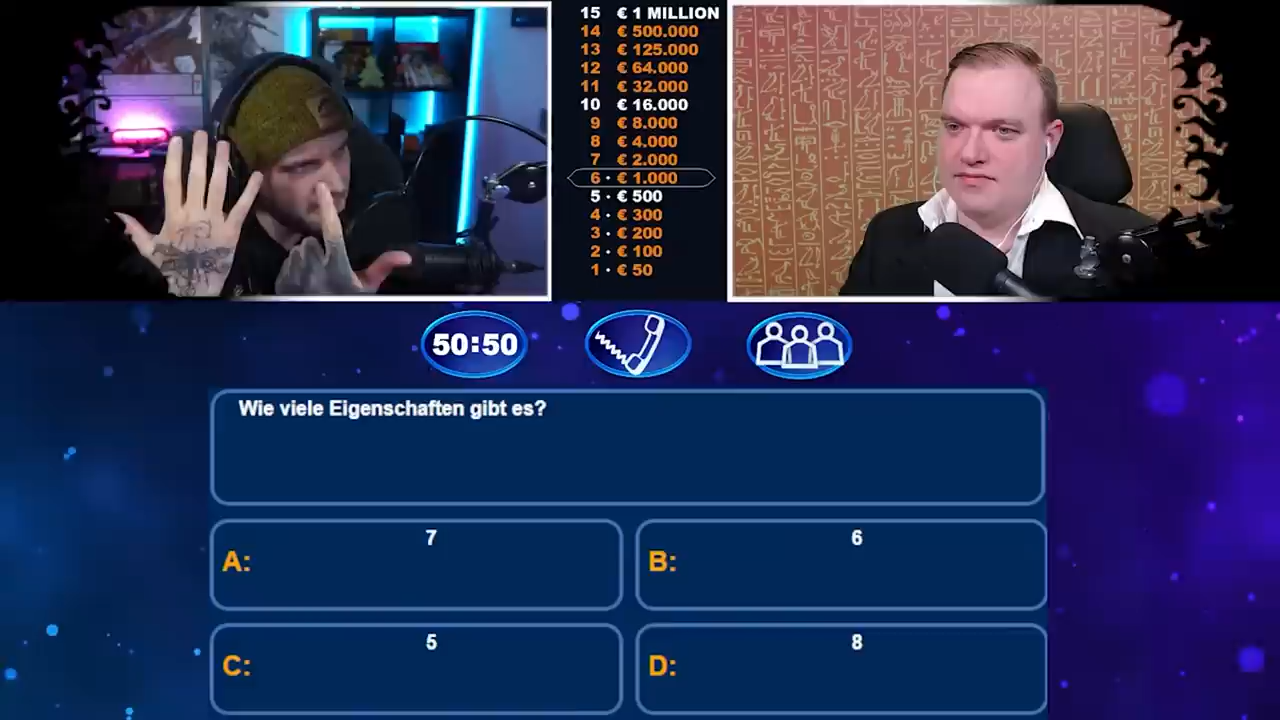 15 € 1 MILLION
14 € 500.000
13 € 125.000
12 € 64.000
11 € 32.000
10 € 16.000
9 € 8.000
8 € 4.000
7 € 2.000
6 · € 1.000
5 · € 500
4 · € 300
3 · € 200
2 · € 100
1 · € 50
50:50
Wie viele Eigenschaften gibt es?
A: 7
B: 6
C: 5
D: 8